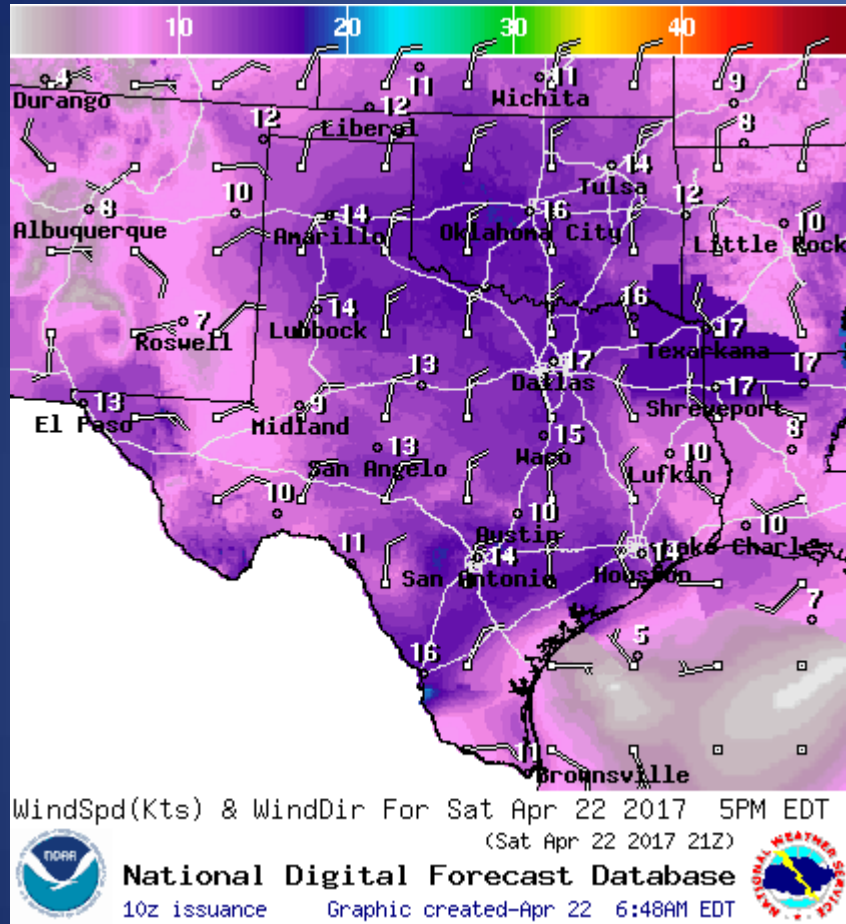 10 20 30 40
4 11 11 9
Durango Wichita
12 12 8
Liberal
14
Tulsa
8 10 14 16 12 10
Albuquerque Amarillo Oklahoma City Little Rock
7 14 16 17
Roswell Lubbock Texarkana
13 17 17 17
Dallas
13 9 Shreveport
El Paso Midland
13 15 10 8
San Angelo Waco Lufkin
10 10 10
Austin
11 14 14 Lake Charles
San Antonio Houston
7
16 5
11
Brownsville
WindSpd(Kts) & WindDir For Sat Apr 22 2017 5PM EDT
(Sat Apr 22 2017 21Z)
NOAA
National Digital Forecast Database
10z issuance Graphic created-Apr 22 6:48AM EDT
NATIONAL WEATHER SERVICE